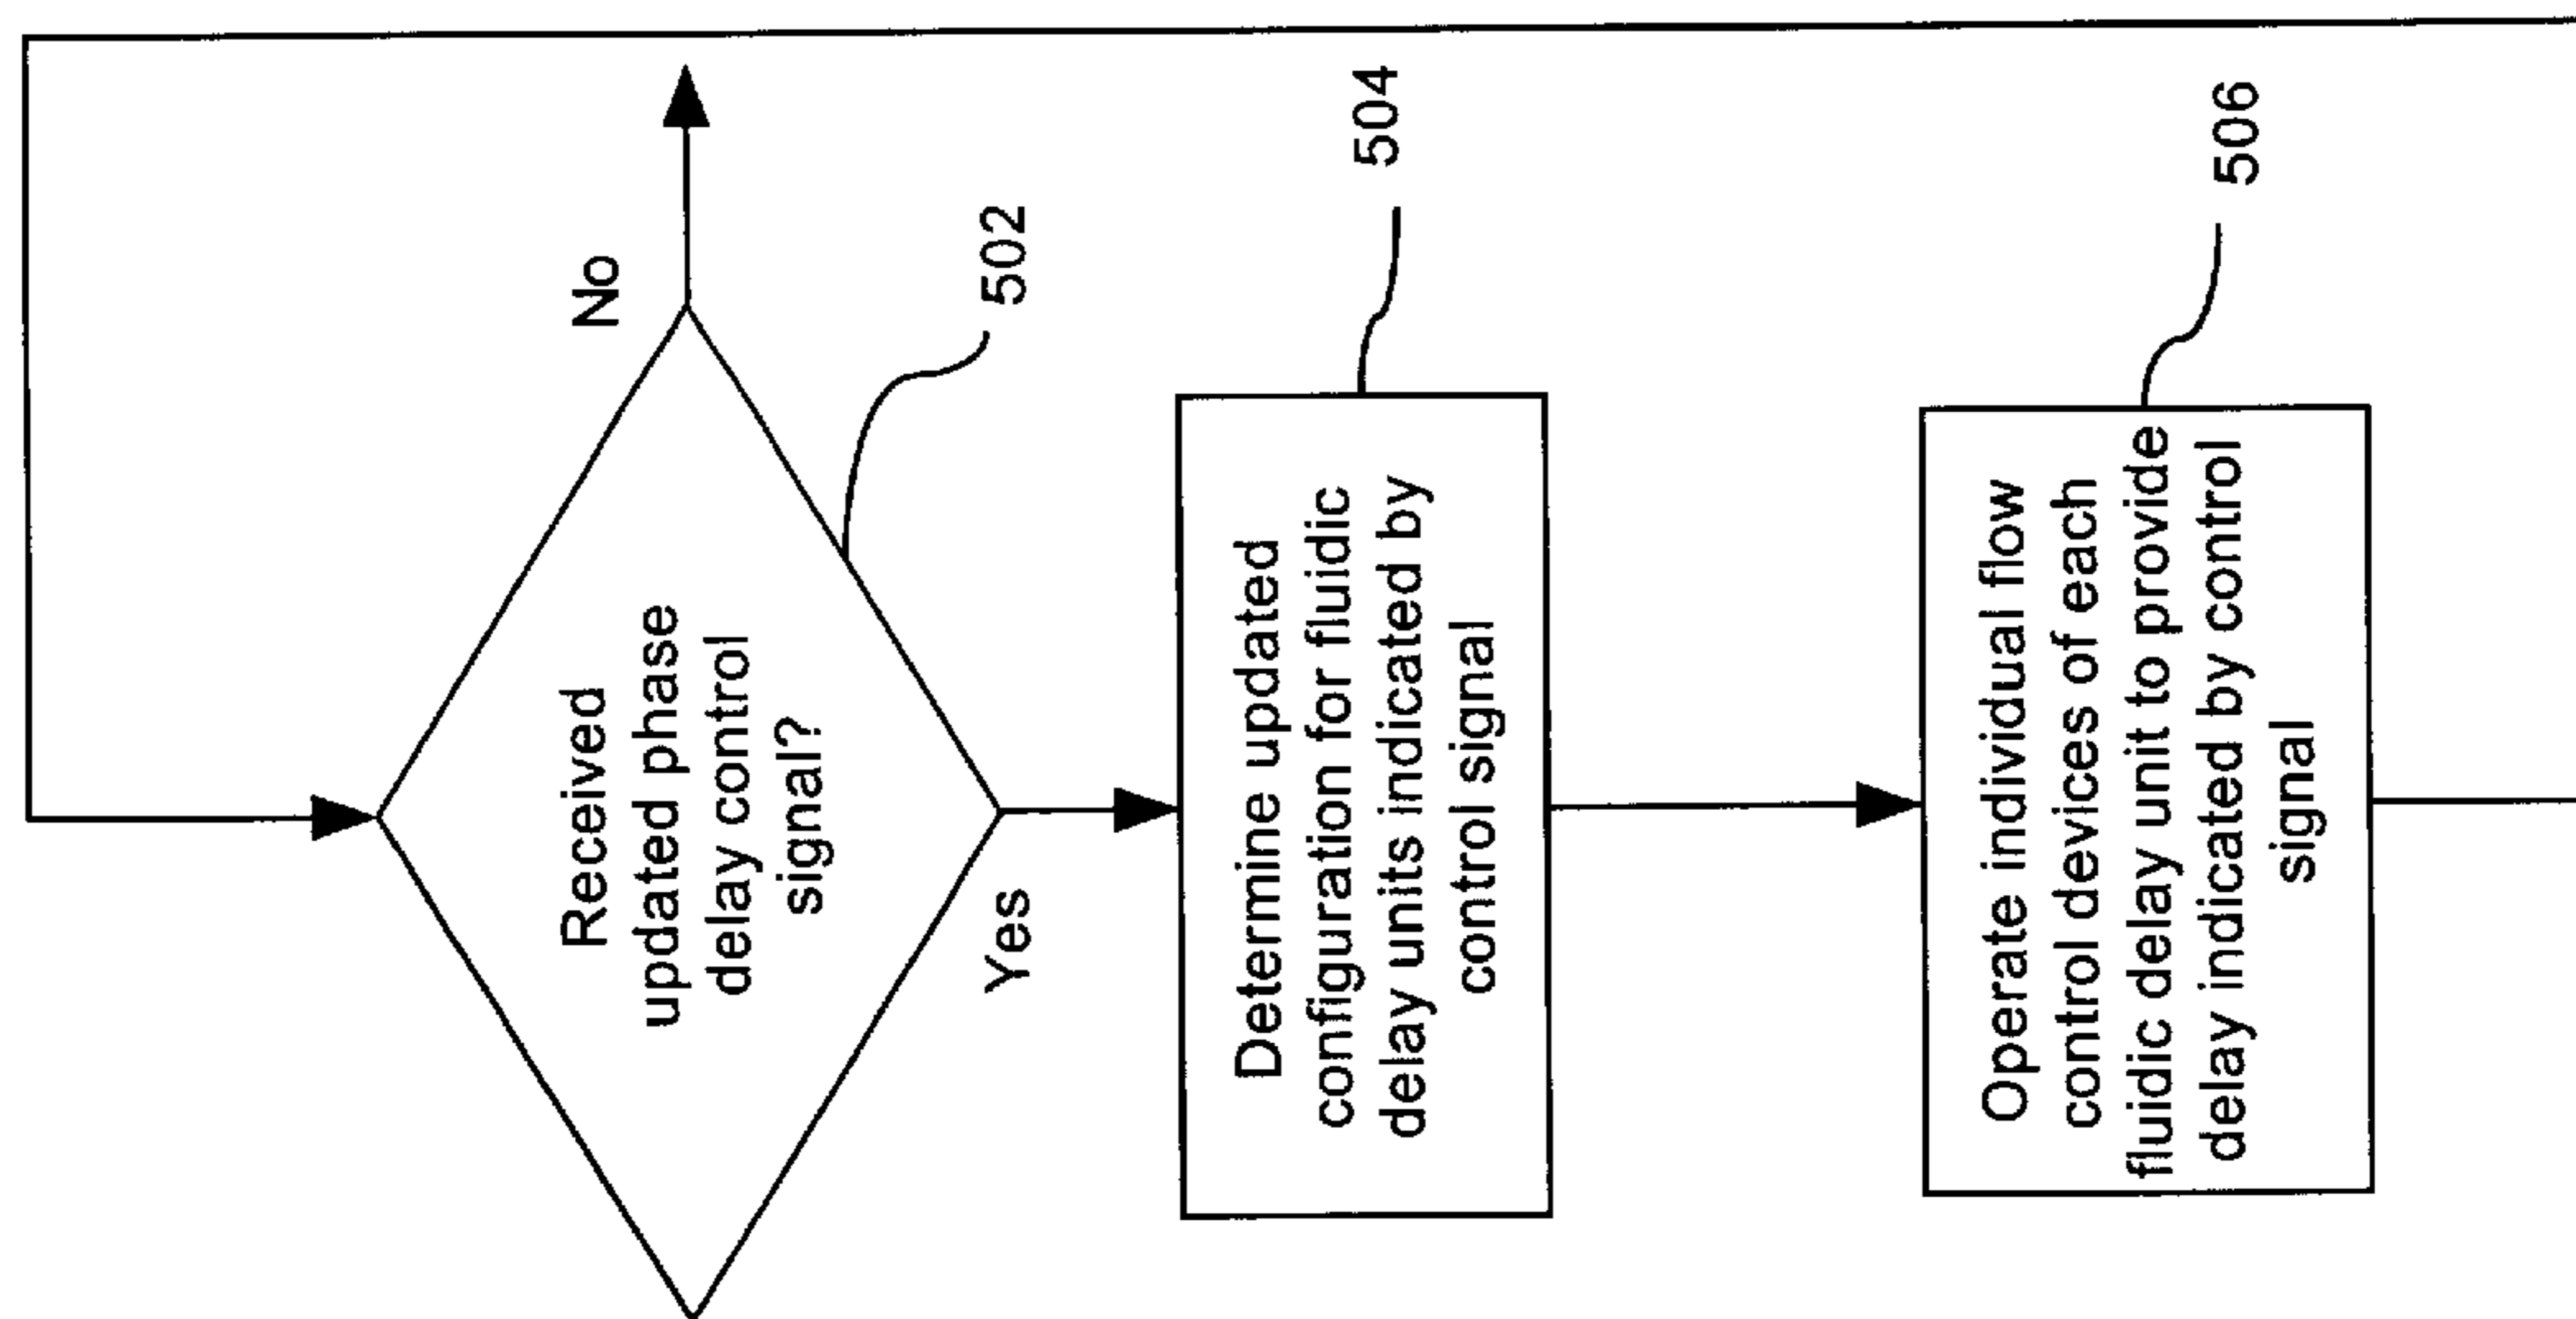 Received
updated phase
delay control
signal?
No
502
Yes
Determine updated
configuration for fluidic
delay units indicated by
control signal
504
Operate individual flow
control devices of each
fluidic delay unit to provide
delay indicated by control
signal
506